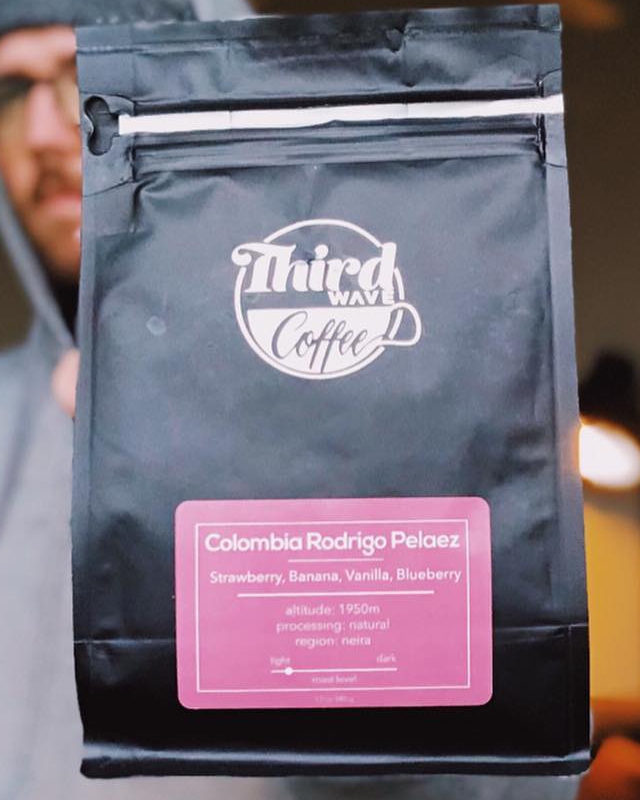 Third
WAVE
Coffee
Colombia Rodrigo Pelaez
Strawberry, Banana, Vanilla, Blueberry
altitude: 1950m
processing: natural
region: neira
light dark
roast level